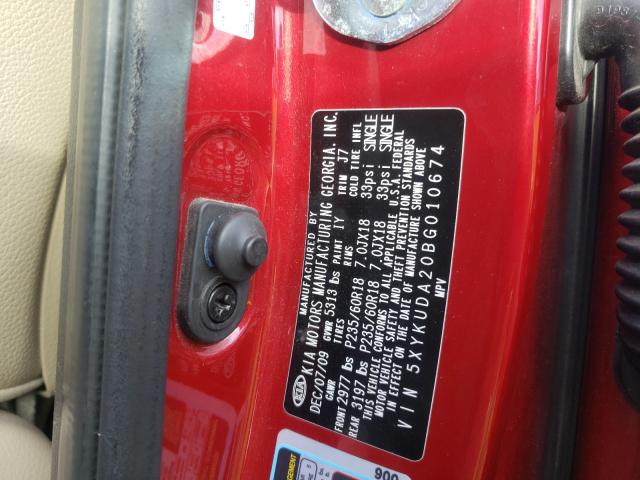 MANUFACTURED BY
KIA KIA MOTORS MANUFACTURING GEORGIA, INC.
DEC/07/09 GVWR 5313 lbs PAINT IY TRIM J7
GAWR TIRES RIMS COLD TIRE INFL
FRONT 2977 lbs P235/60R18 7.0JX18 33psi SINGLE
REAR 3197 lbs P235/60R18 7.0JX18 33psi SINGLE
THIS VEHICLE CONFORMS TO ALL APPLICABLE U.S.A. FEDERAL
MOTOR VEHICLE SAFETY AND THEFT PREVENTION STANDARDS
IN EFFECT ON THE DATE OF MANUFACTURE SHOWN ABOVE
VIN 5XYKUDA20BG010674
MPV
900